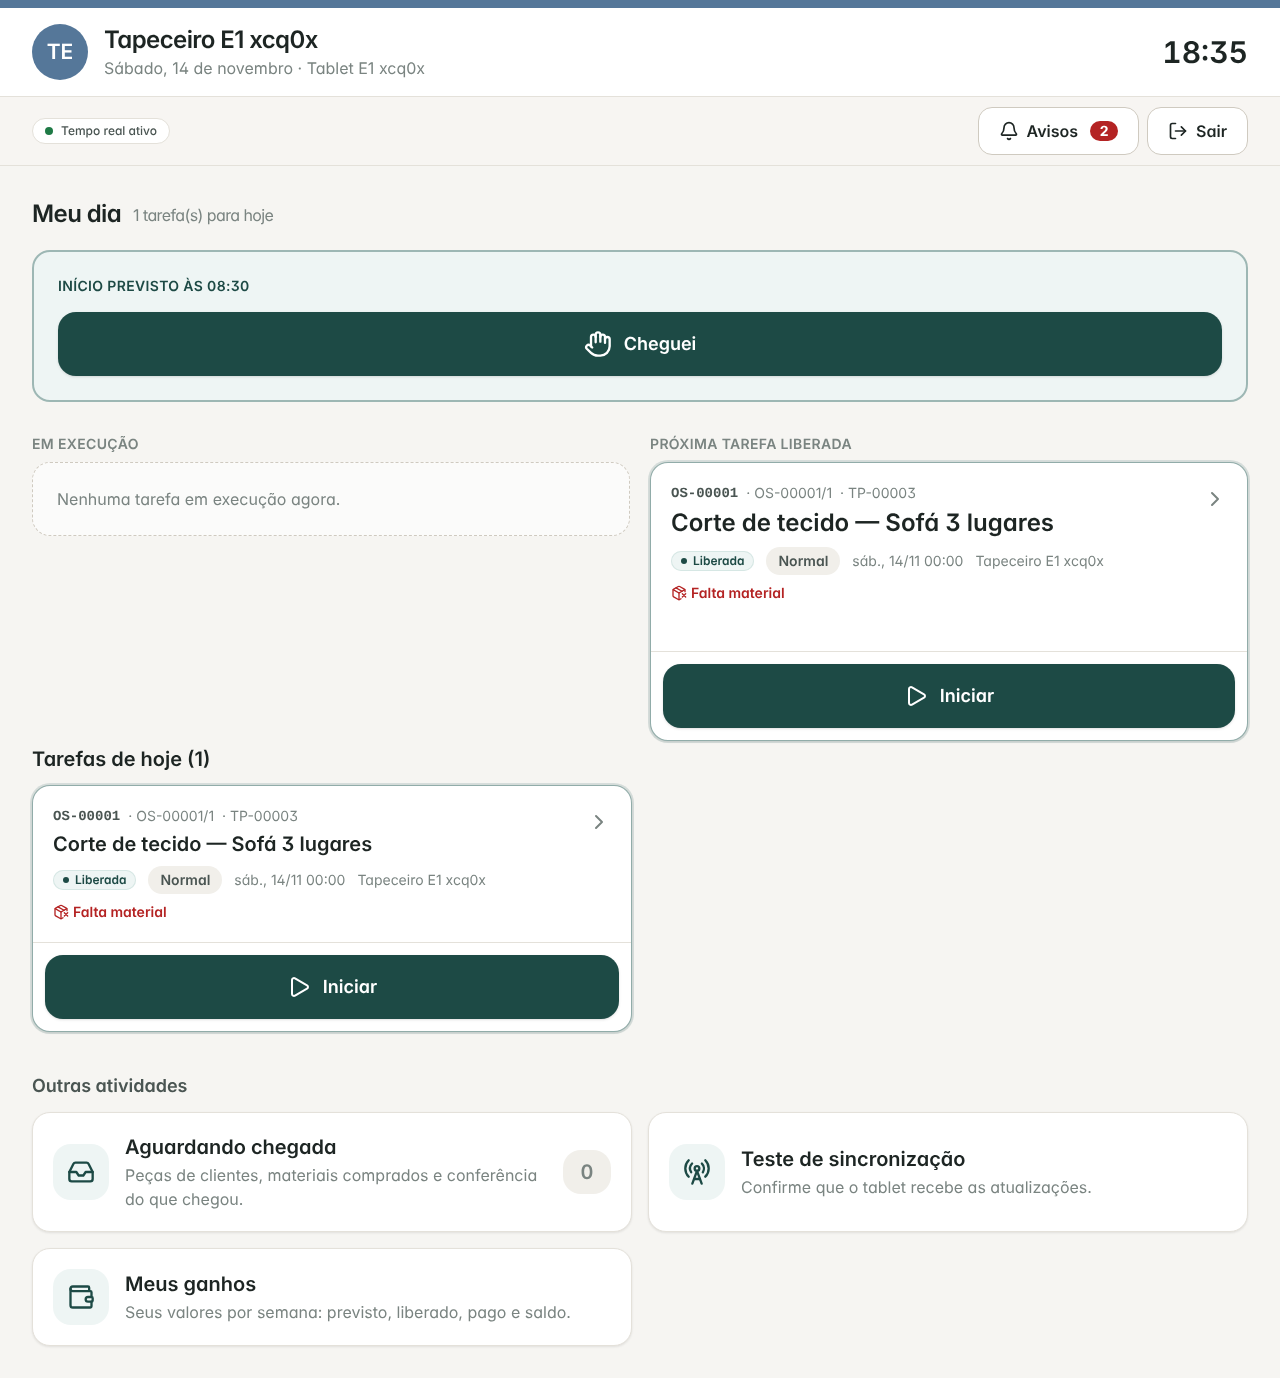 TE
Tapeceiro E1 xcq0x
Sábado, 14 de novembro · Tablet E1 xcq0x
18:35
Tempo real ativo
Avisos 2
Sair
Meu dia 1 tarefa(s) para hoje
INÍCIO PREVISTO ÀS 08:30
Cheguei
EM EXECUÇÃO
Nenhuma tarefa em execução agora.
PRÓXIMA TAREFA LIBERADA
OS-00001 · OS-00001/1 · TP-00003
Corte de tecido — Sofá 3 lugares
Liberada Normal sáb., 14/11 00:00 Tapeceiro E1 xcq0x
Falta material
Iniciar
Tarefas de hoje (1)
OS-00001 · OS-00001/1 · TP-00003
Corte de tecido — Sofá 3 lugares
Liberada Normal sáb., 14/11 00:00 Tapeceiro E1 xcq0x
Falta material
Iniciar
Outras atividades
Aguardando chegada
Peças de clientes, materiais comprados e conferência
do que chegou.
0
Teste de sincronização
Confirme que o tablet recebe as atualizações.
Meus ganhos
Seus valores por semana: previsto, liberado, pago e saldo.